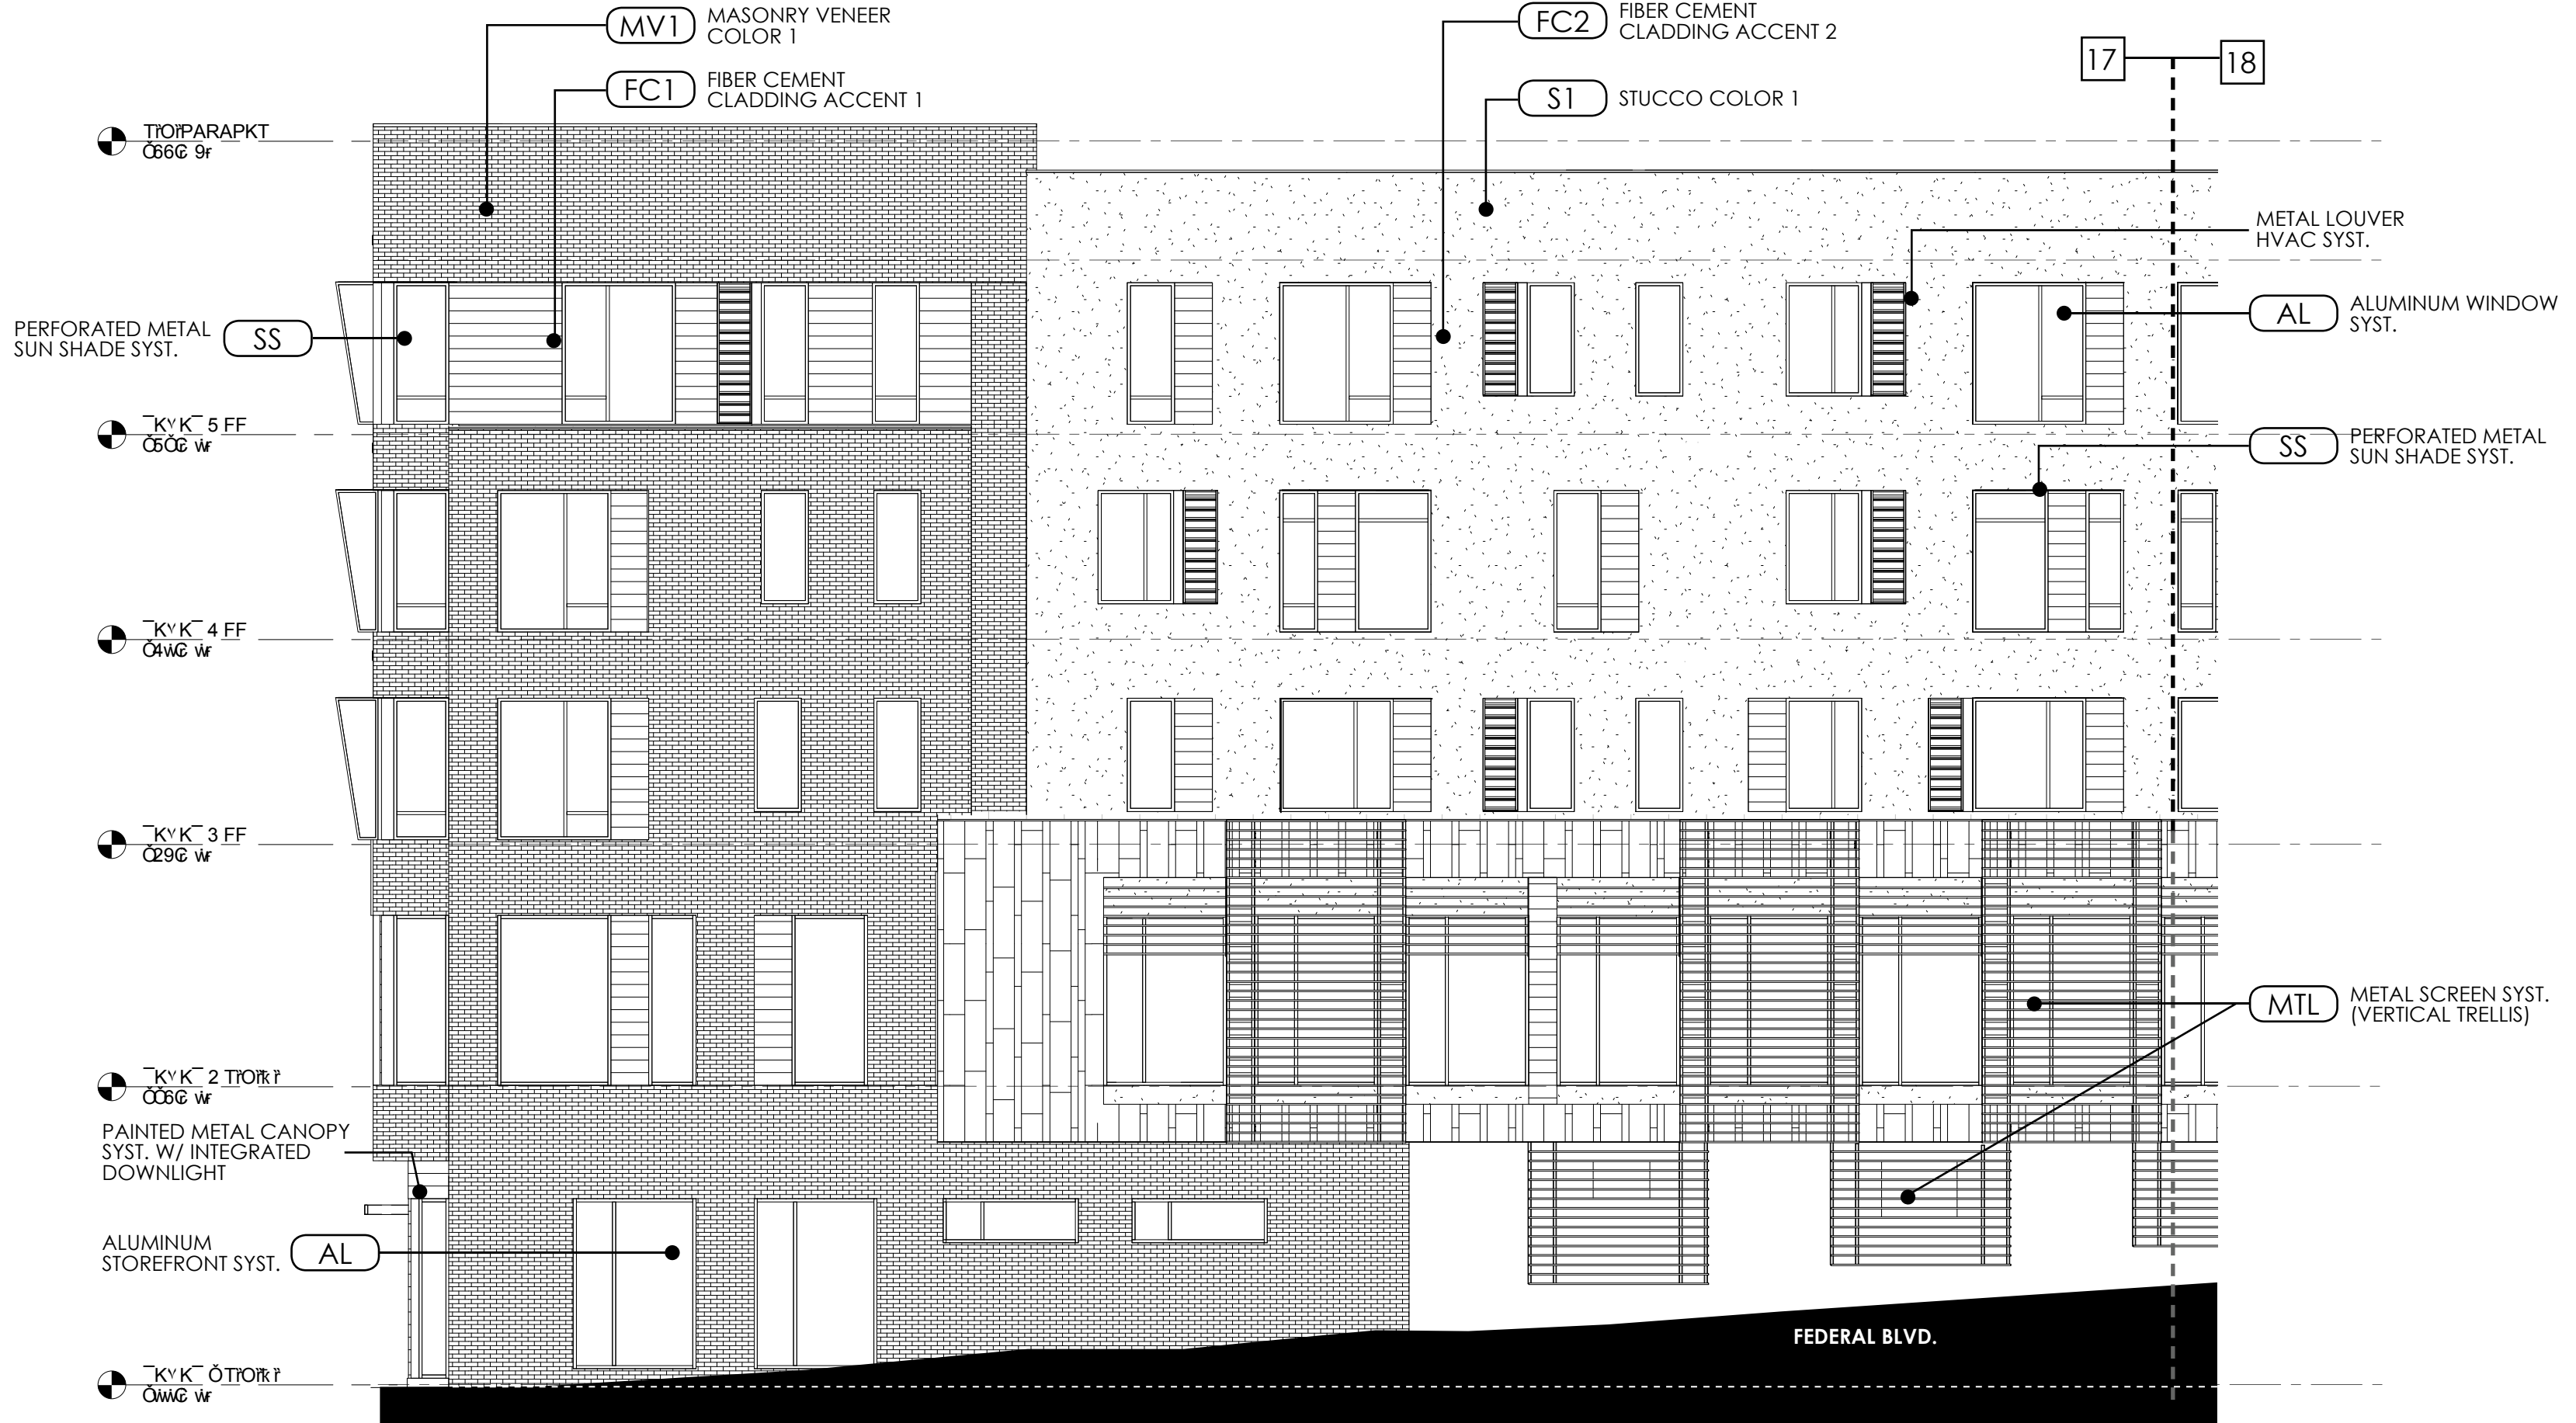 MV1
MASONRY VENEER
COLOR 1
FC1
FIBER CEMENT
CLADDING ACCENT 1
FC2
FIBER CEMENT
CLADDING ACCENT 2
S1
STUCCO COLOR 1
17
18
METAL LOUVER
HVAC SYST.
PERFORATED METAL
SUN SHADE SYST.
SS
AL
ALUMINUM WINDOW
SYST.
5 FF
SS
PERFORATED METAL
SUN SHADE SYST.
4 FF
3 FF
MTL
METAL SCREEN SYST.
(VERTICAL TRELLIS)
PAINTED METAL CANOPY
SYST. W/ INTEGRATED
DOWNLIGHT
ALUMINUM
STOREFRONT SYST.
AL
FEDERAL BLVD.